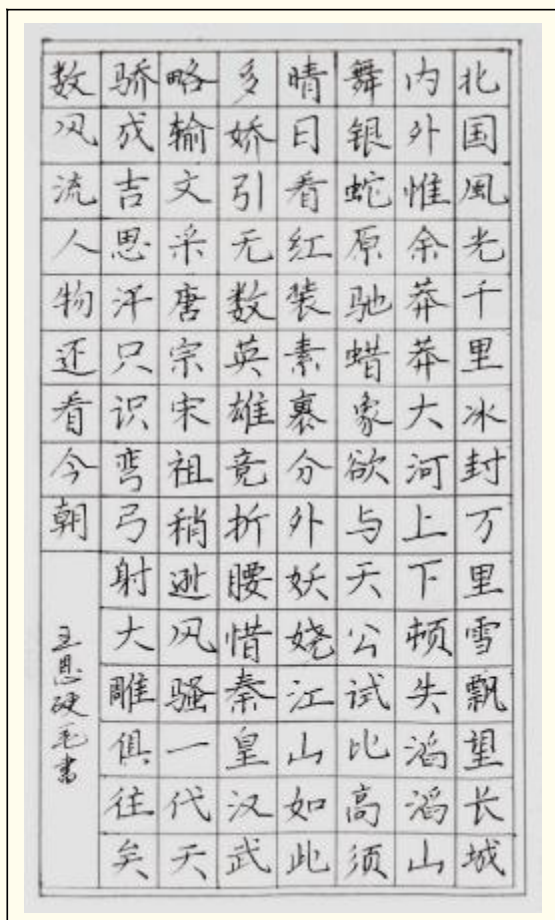 北国風光千里冰封万里雪飘望长城
内外惟余莽莽大河上下顿失滔滔山
舞银蛇原驰蜡象欲与天公试比高须
晴日看红装素裹分外妖娆江山如此
多娇引无数英雄竟折腰惜秦皇汉武
略输文采唐宗宋祖稍逊风骚一代天
骄成吉思汗只识弯弓射大雕俱往矣
数风流人物还看今朝
王恩硬毛書